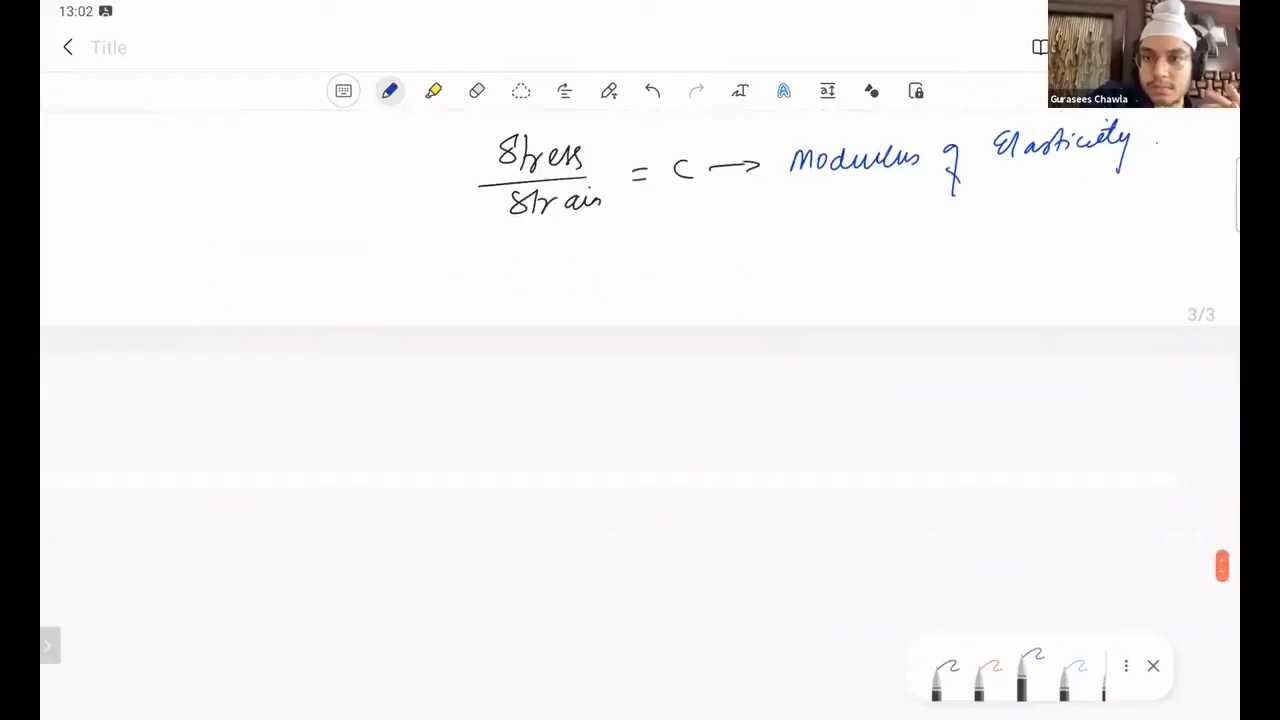 13:02
Title
Gurasees Chawla
Stress
Strain
= C → Modulus of Elasticity.
3/3